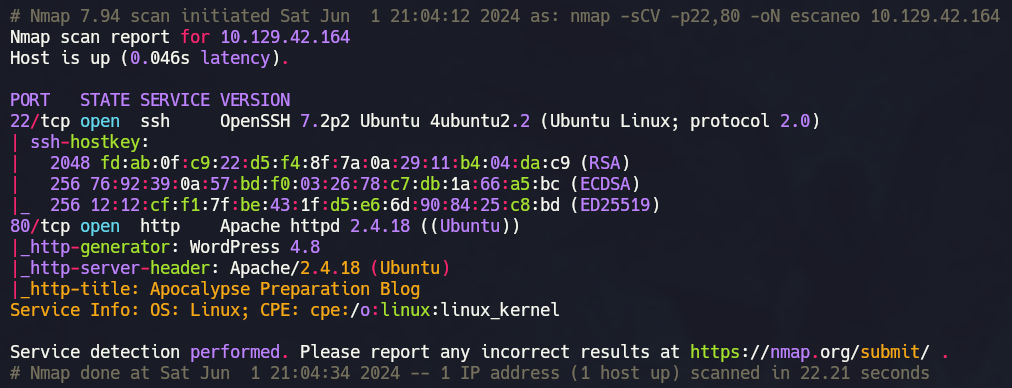 # Nmap 7.94 scan initiated Sat Jun  1 21:04:12 2024 as: nmap -sCV -p22,80 -oN escaneo 10.129.42.164
Nmap scan report for 10.129.42.164
Host is up (0.046s latency).

PORT   STATE SERVICE VERSION
22/tcp open  ssh     OpenSSH 7.2p2 Ubuntu 4ubuntu2.2 (Ubuntu Linux; protocol 2.0)
| ssh-hostkey:
|   2048 fd:ab:0f:c9:22:d5:f4:8f:7a:0a:29:11:b4:04:da:c9 (RSA)
|   256 76:92:39:0a:57:bd:f0:03:26:78:c7:db:1a:66:a5:bc (ECDSA)
|_  256 12:12:cf:f1:7f:be:43:1f:d5:e6:6d:90:84:25:c8:bd (ED25519)
80/tcp open  http    Apache httpd 2.4.18 ((Ubuntu))
|_http-generator: WordPress 4.8
|_http-server-header: Apache/2.4.18 (Ubuntu)
|_http-title: Apocalypse Preparation Blog
Service Info: OS: Linux; CPE: cpe:/o:linux:linux_kernel

Service detection performed. Please report any incorrect results at https://nmap.org/submit/ .
# Nmap done at Sat Jun  1 21:04:34 2024 -- 1 IP address (1 host up) scanned in 22.21 seconds